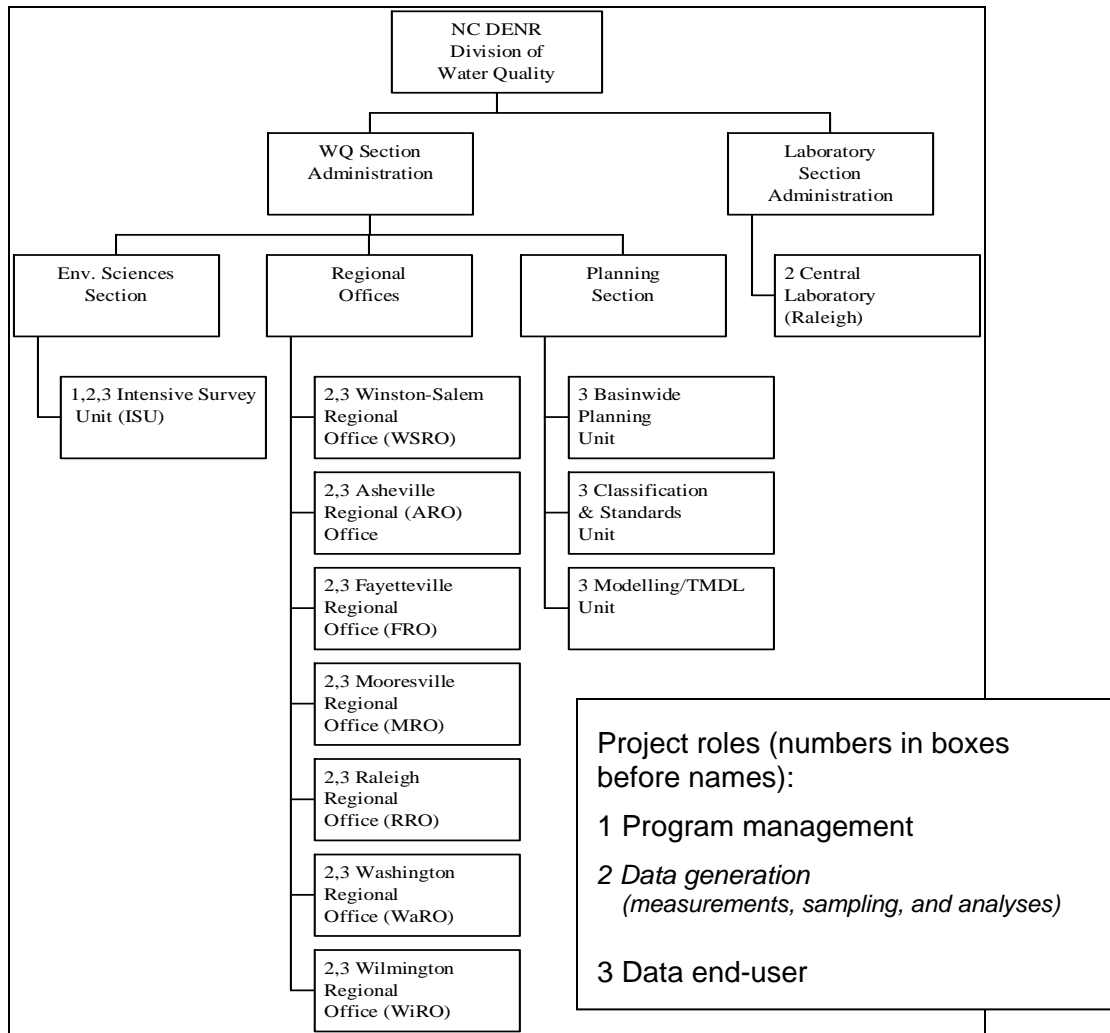 NC DENR
Division of
Water Quality
WQ Section
Administration
Laboratory
Section
Administration
Env. Sciences
Section
Regional
Offices
Planning
Section
2 Central
Laboratory
(Raleigh)
1,2,3 Intensive Survey
Unit (ISU)
2,3 Winston-Salem
Regional
Office (WSRO)
2,3 Asheville
Regional (ARO)
Office
2,3 Fayetteville
Regional
Office (FRO)
2,3 Mooresville
Regional
Office (MRO)
2,3 Raleigh
Regional
Office (RRO)
2,3 Washington
Regional
Office (WaRO)
2,3 Wilmington
Regional
Office (WiRO)
3 Basinwide
Planning
Unit
3 Classification
& Standards
Unit
3 Modelling/TMDL
Unit
Project roles (numbers in boxes
before names):
1 Program management
2 Data generation
(measurements, sampling, and analyses)
3 Data end-user